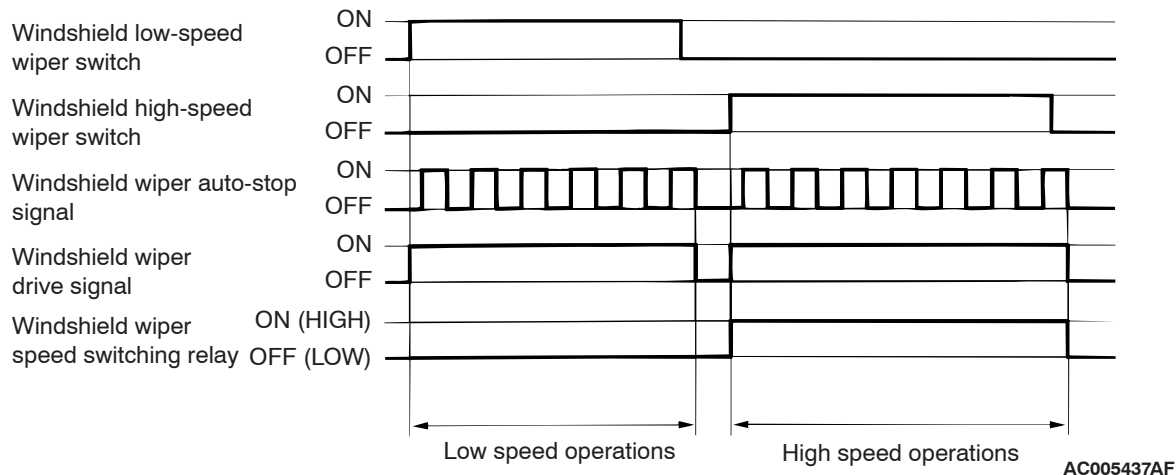 Windshield low-speed
wiper switch
ON
OFF
Windshield high-speed
wiper switch
ON
OFF
Windshield wiper auto-stop
signal
ON
OFF
Windshield wiper
drive signal
ON
OFF
Windshield wiper
speed switching relay
ON (HIGH)
OFF (LOW)
Low speed operations
High speed operations
AC005437AF